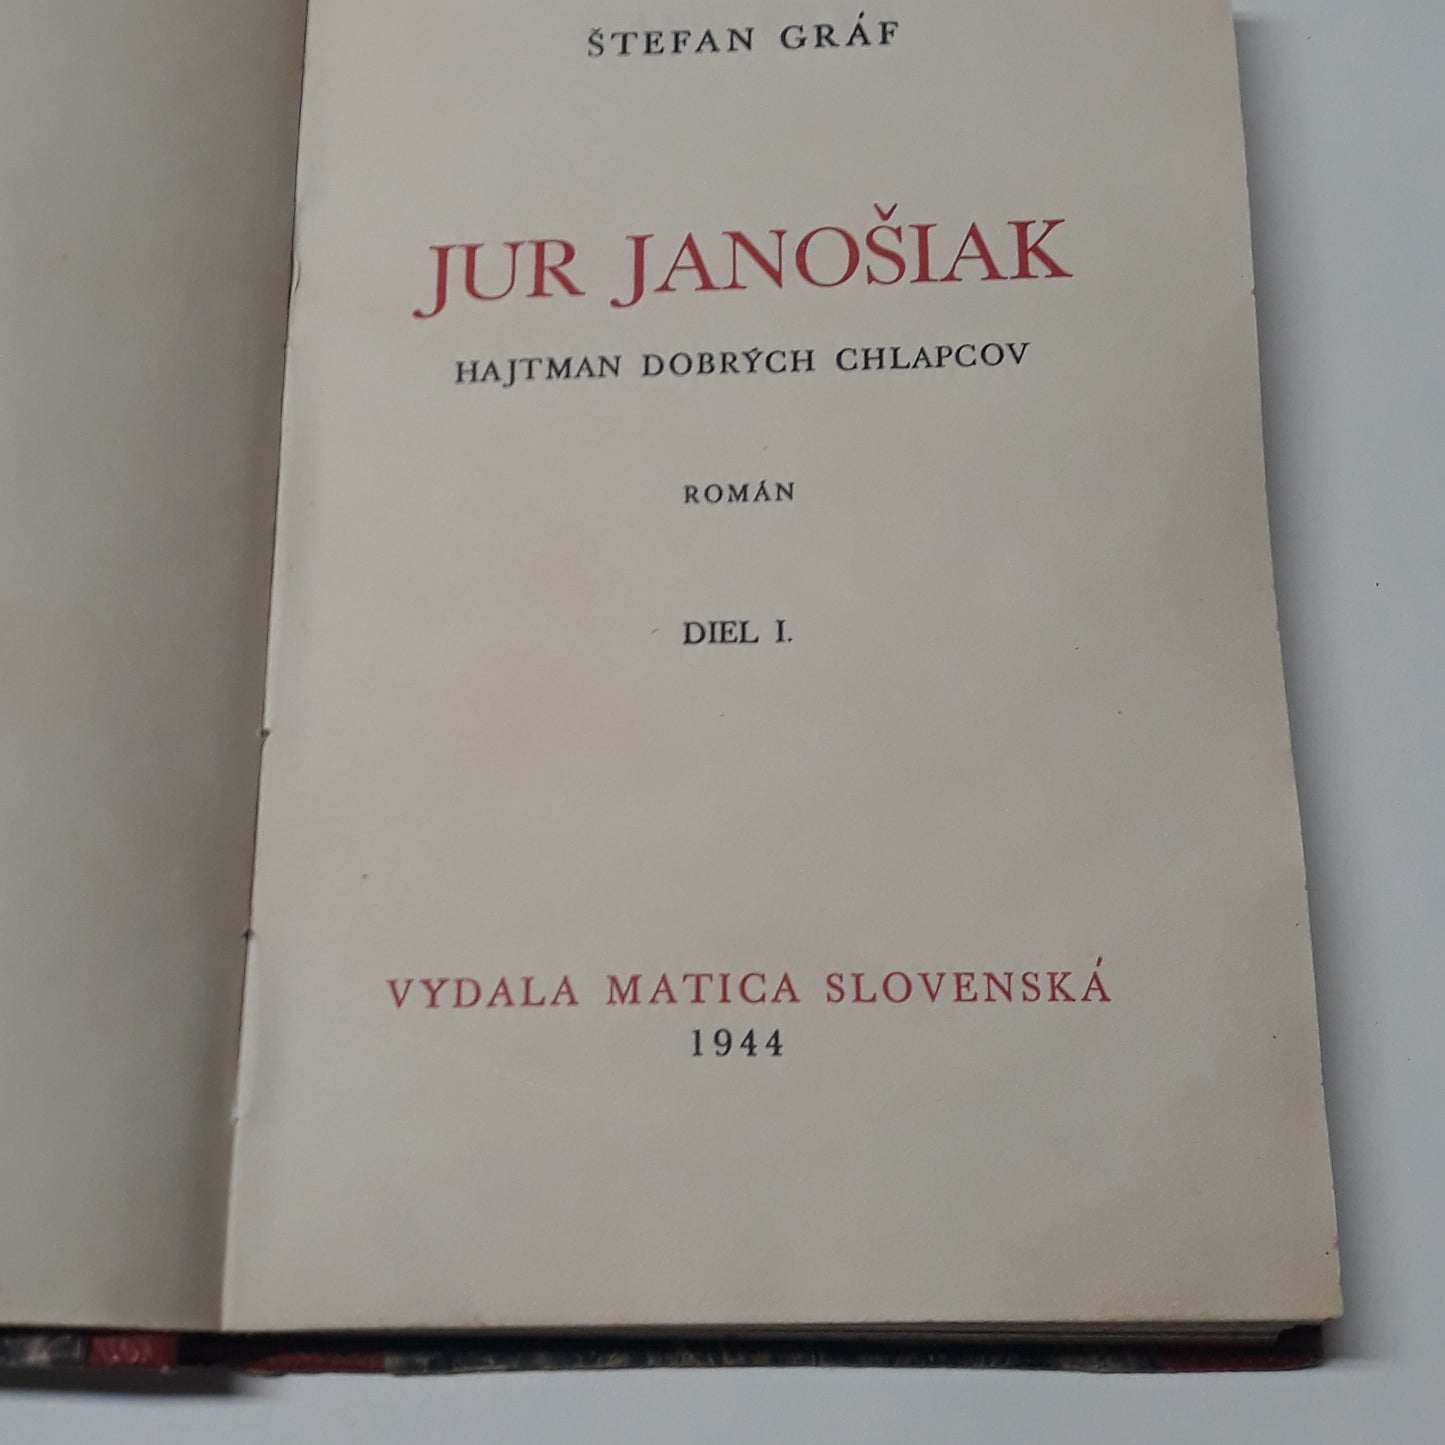 ŠTEFAN GRÁF
JUR JANOŠIAK
HAJTMAN DOBRÝCH CHLAPCOV
ROMÁN
DIEL I.
VYDALA MATICA SLOVENSKÁ
1944